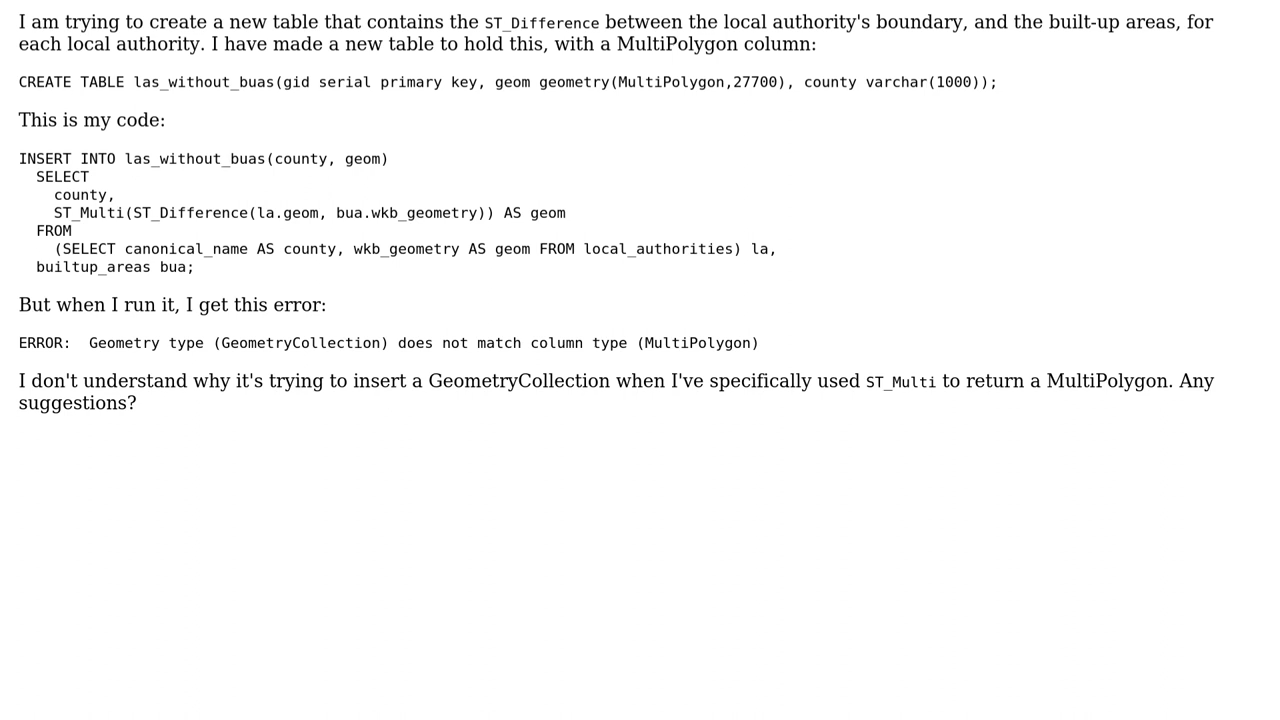 I am trying to create a new table that contains the ST_Difference between the local authority's boundary, and the built-up areas, for
each local authority. I have made a new table to hold this, with a MultiPolygon column:
CREATE TABLE las_without_buas(gid serial primary key, geom geometry(MultiPolygon,27700), county varchar(1000));
This is my code:
INSERT INTO las_without_buas(county, geom)
  SELECT
    county,
    ST_Multi(ST_Difference(la.geom, bua.wkb_geometry)) AS geom
  FROM
    (SELECT canonical_name AS county, wkb_geometry AS geom FROM local_authorities) la,
  builtup_areas bua;
But when I run it, I get this error:
ERROR:  Geometry type (GeometryCollection) does not match column type (MultiPolygon)
I don't understand why it's trying to insert a GeometryCollection when I've specifically used ST_Multi to return a MultiPolygon. Any
suggestions?